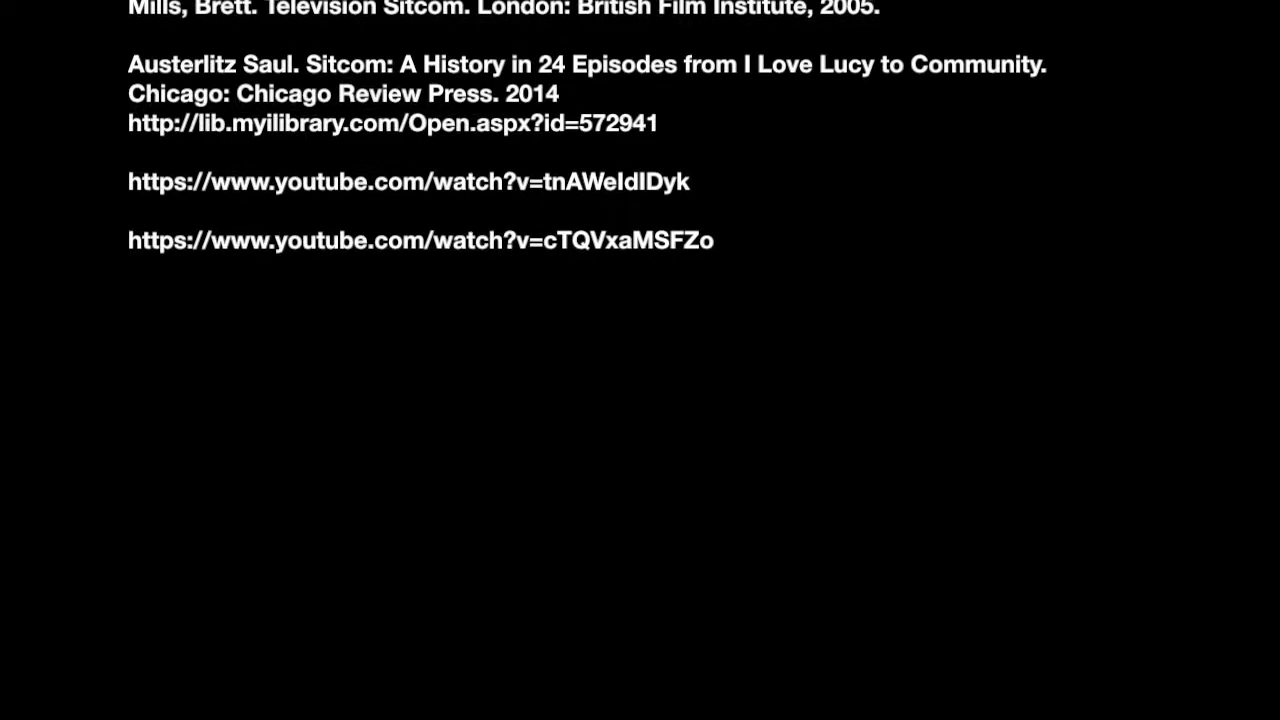 Mills, Brett. Television Sitcom. London: British Film Institute, 2005.
Austerlitz Saul. Sitcom: A History in 24 Episodes from I Love Lucy to Community.
Chicago: Chicago Review Press. 2014
http://lib.myilibrary.com/Open.aspx?id=572941
https://www.youtube.com/watch?v=tnAWeIdIDyk
https://www.youtube.com/watch?v=cTQVxaMSFZo